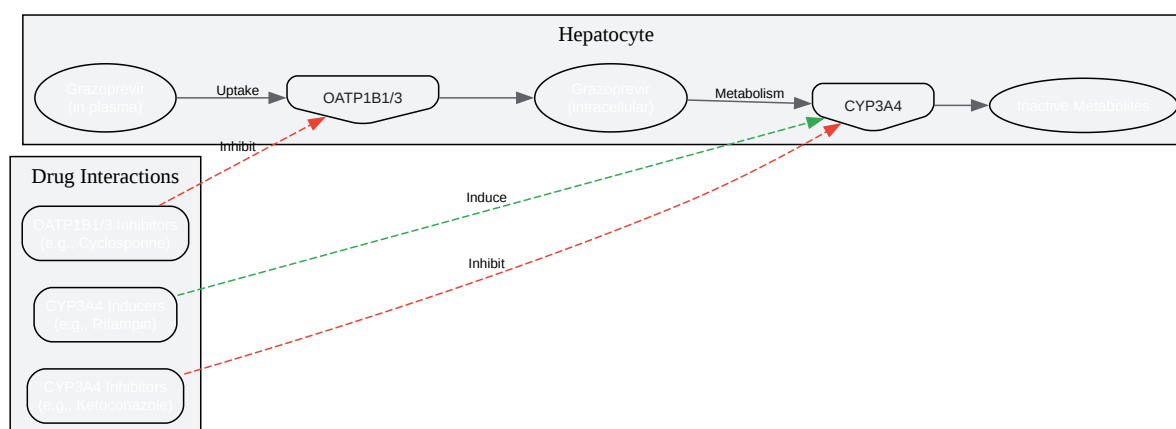 Hepatocyte
Grazoprevir
(in plasma)
Uptake
OATP1B1/3
Grazoprevir
(intracellular)
Metabolism
CYP3A4
Inactive Metabolites
Inhibit
Drug Interactions
OATP1B1/3 Inhibitors
(e.g., Cyclosporine)
Induce
CYP3A4 Inducers
(e.g., Rifampin)
Inhibit
CYP3A4 Inhibitors
(e.g., Ketoconazole)